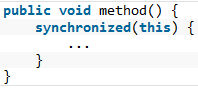 public void method() {
    synchronized(this) {
        ...
    }
}